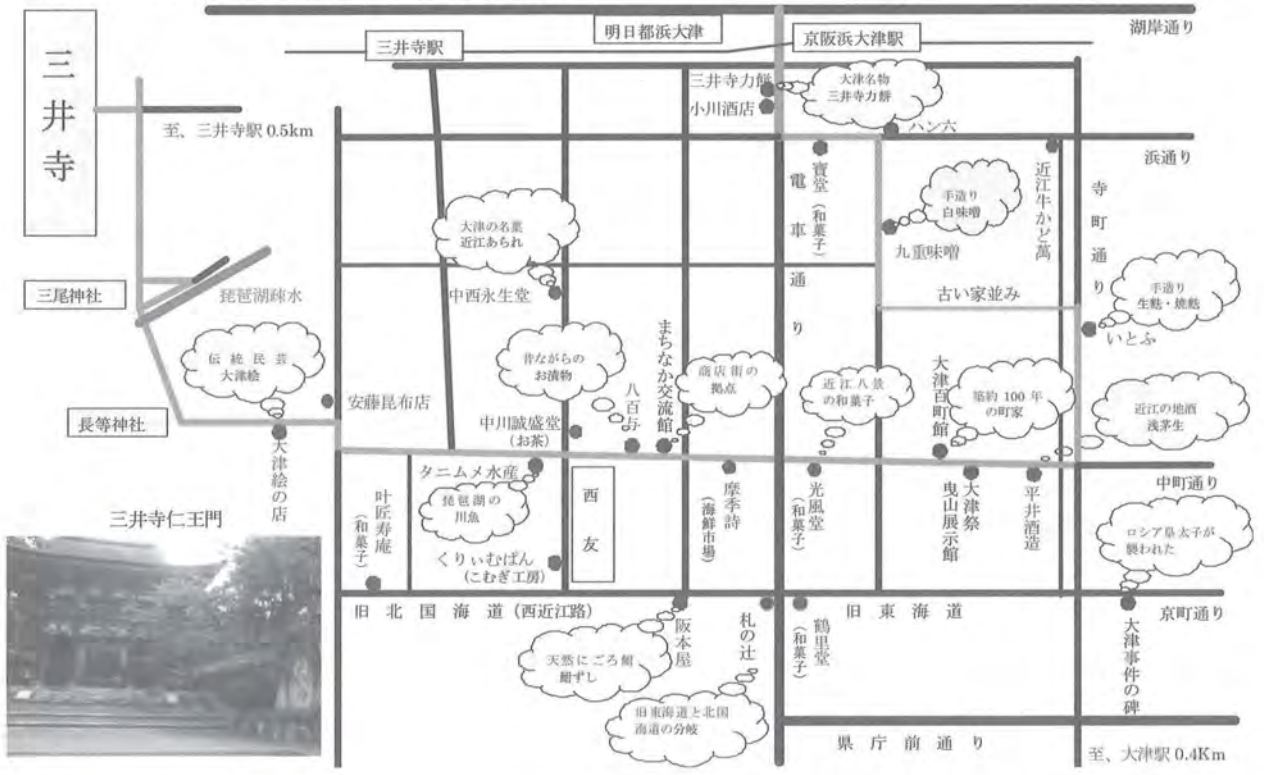 湖岸通り
明日都浜大津
三井寺駅
京阪浜大津駅
三井寺
三井寺力餅
小川酒店
大津名物
三井寺力餅
ハン六
至、三井寺駅 0.5km
浜通り
寳堂
（和菓子）
電車通り
近江牛かど萬
寺町通り
手造り
白味噌
九重味噌
大津の名菓
近江あられ
中西永生堂
三尾神社
琵琶湖疎水
古い家並み
手造り
生麩・焼麩
いとふ
伝統民芸
大津絵
安藤昆布店
長等神社
大津絵の店
昔ながらの
お漬物
八百与
まちなか交流館
商店街の
拠点
中川誠盛堂
（お茶）
近江八景
の和菓子
大津百町館
築約 100 年
の町家
近江の地酒
浅茅生
中町通り
タニムメ水産
琵琶湖の
川魚
西友
摩季詩
（海鮮市場）
光風堂
（和菓子）
大津祭
曳山展示館
平井酒造
叶匠寿庵
（和菓子）
くりぃむぱん
（こむぎ工房）
三井寺仁王門
ロシア皇太子が
襲われた
旧北国海道（西近江路）
旧東海道
京町通り
阪本屋
天然にごろ鮒
鮒ずし
札の辻
旧東海道と北国
海道の分岐
鶴里堂
（和菓子）
大津事件の碑
県庁前通り
至、大津駅 0.4Km